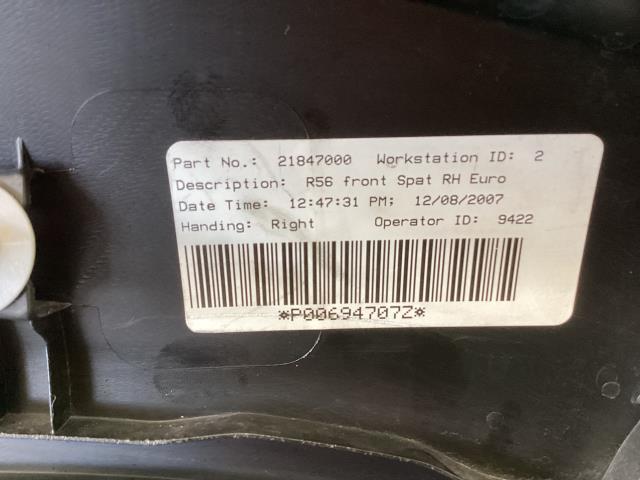 Part No.: 21847000 Workstation ID: 2
Description: R56 front Spat RH Euro
Date Time: 12:47:31 PM; 12/08/2007
Handing: Right Operator ID: 9422
*P00694707Z*